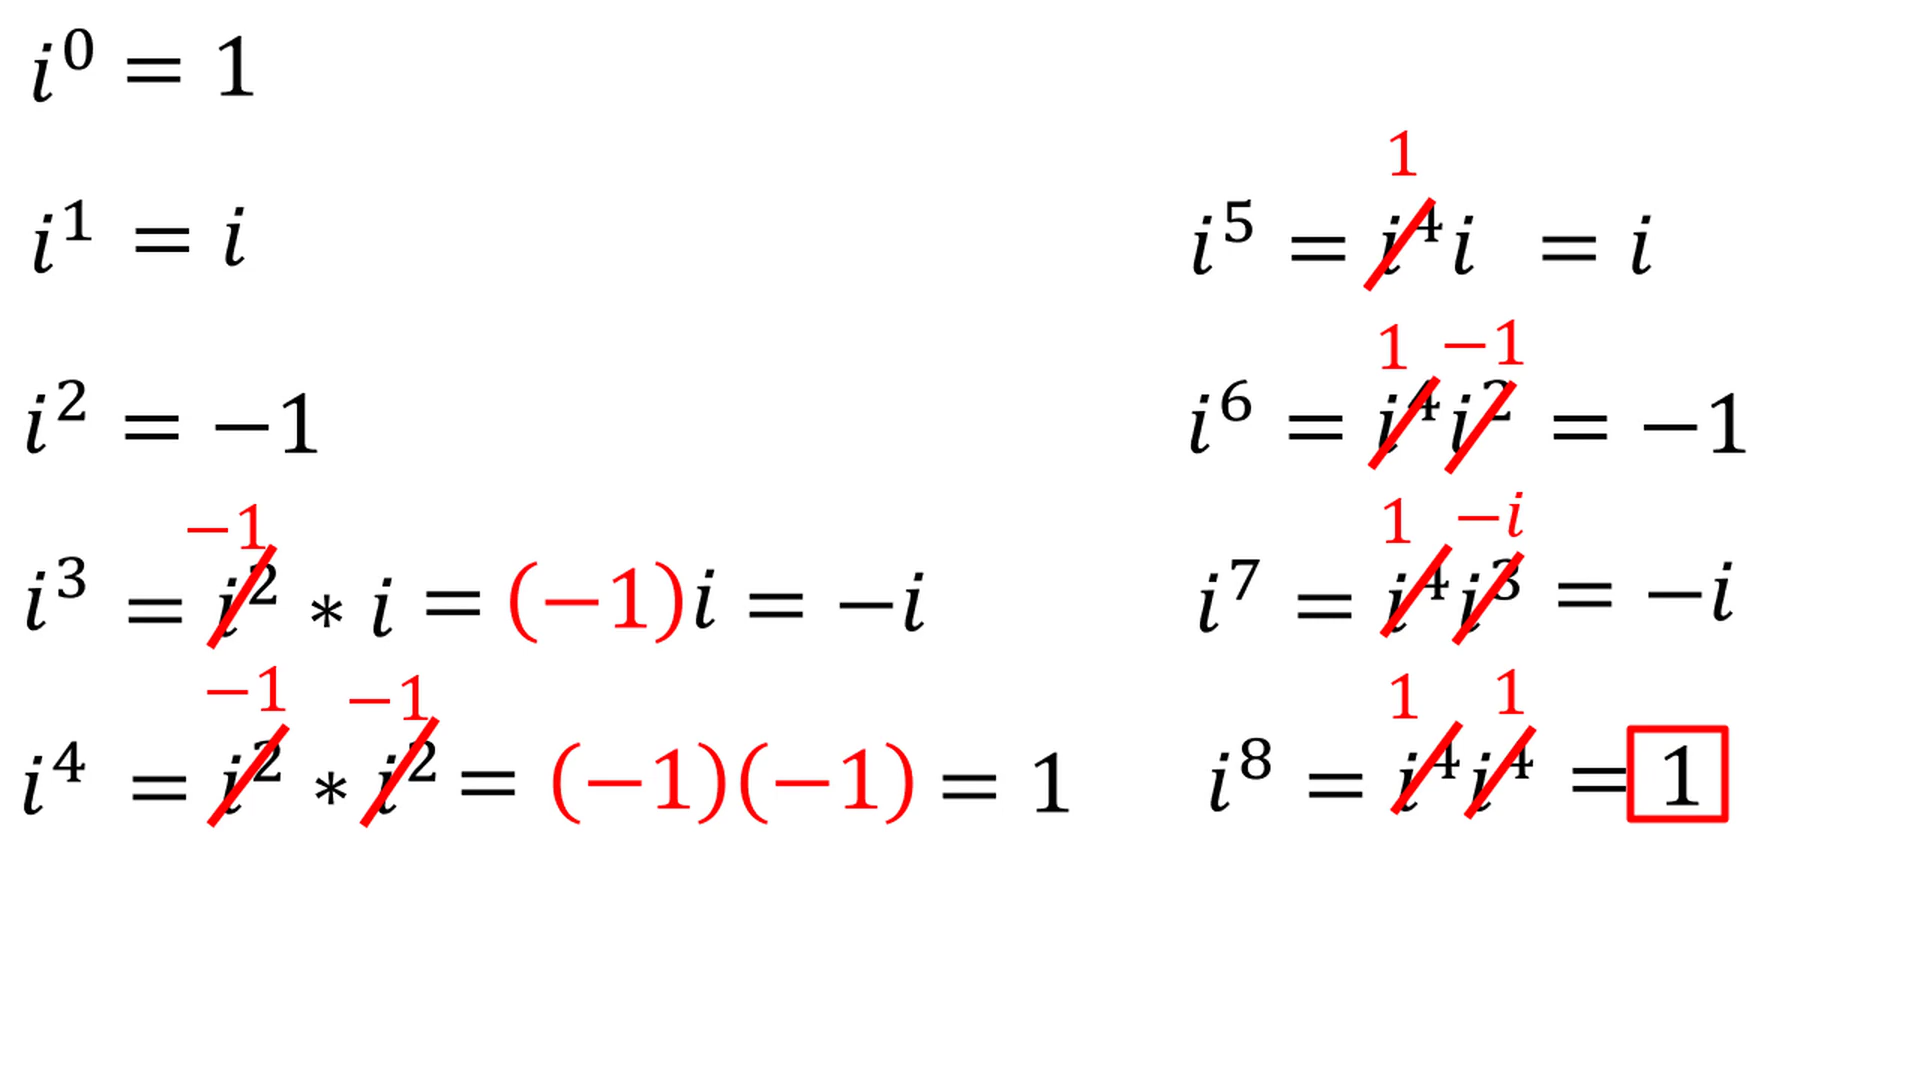 i⁰ = 1
i¹ = i
i² = −1
−1
i³ = i² * i = (−1)i = −i
−1 −1
i⁴ = i² * i² = (−1)(−1) = 1
1
i⁵ = i⁴i = i
1 −1
i⁶ = i⁴i² = −1
1 −i
i⁷ = i⁴i³ = −i
1 1
i⁸ = i⁴i⁴ = 1